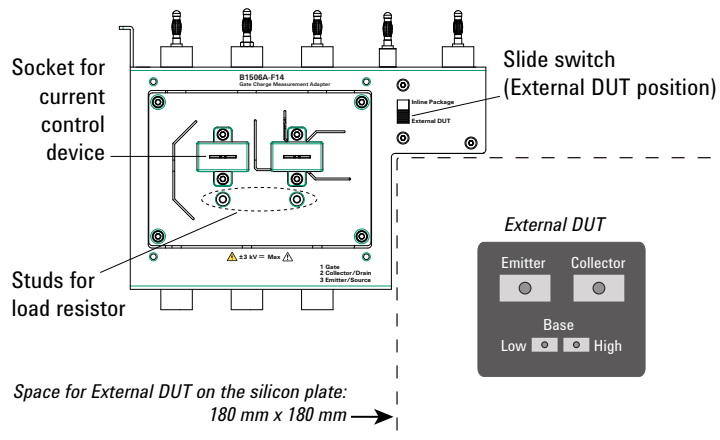 Socket for
current
control
device
B1506A-F14
Gate Charge Measurement Adapter
Slide switch
(External DUT position)
Inline Package
External DUT
Studs for
load resistor
±3 kV ⎓ Max
1 Gate
2 Collector/Drain
3 Emitter/Source
External DUT
Emitter Collector
Base
Low High
Space for External DUT on the silicon plate:
180 mm x 180 mm